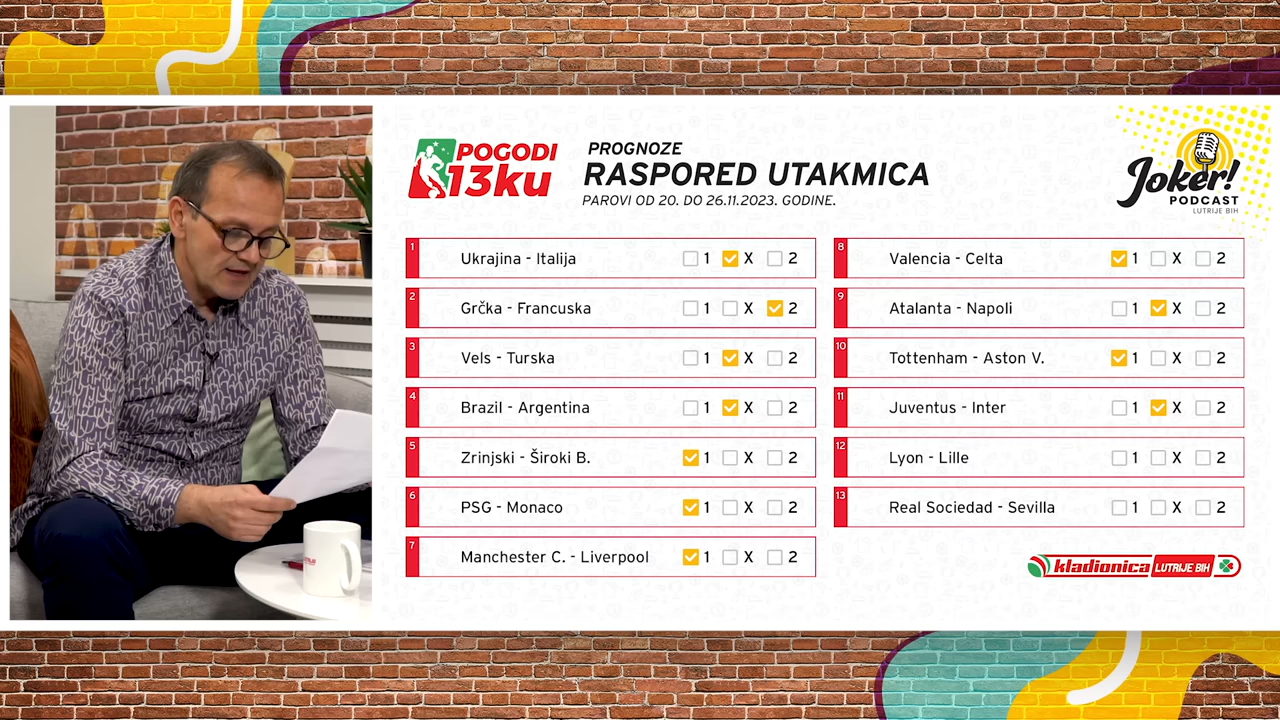 POGODI
13ku
PROGNOZE
RASPORED UTAKMICA
PAROVI OD 20. DO 26.11.2023. GODINE.
Joker!
PODCAST
LUTRIJE BIH
1 Ukrajina - Italija 1 X 2
2 Grčka - Francuska 1 X 2
3 Vels - Turska 1 X 2
4 Brazil - Argentina 1 X 2
5 Zrinjski - Široki B. 1 X 2
6 PSG - Monaco 1 X 2
7 Manchester C. - Liverpool 1 X 2
8 Valencia - Celta 1 X 2
9 Atalanta - Napoli 1 X 2
10 Tottenham - Aston V. 1 X 2
11 Juventus - Inter 1 X 2
12 Lyon - Lille 1 X 2
13 Real Sociedad - Sevilla 1 X 2
kladionica LUTRIJE BIH